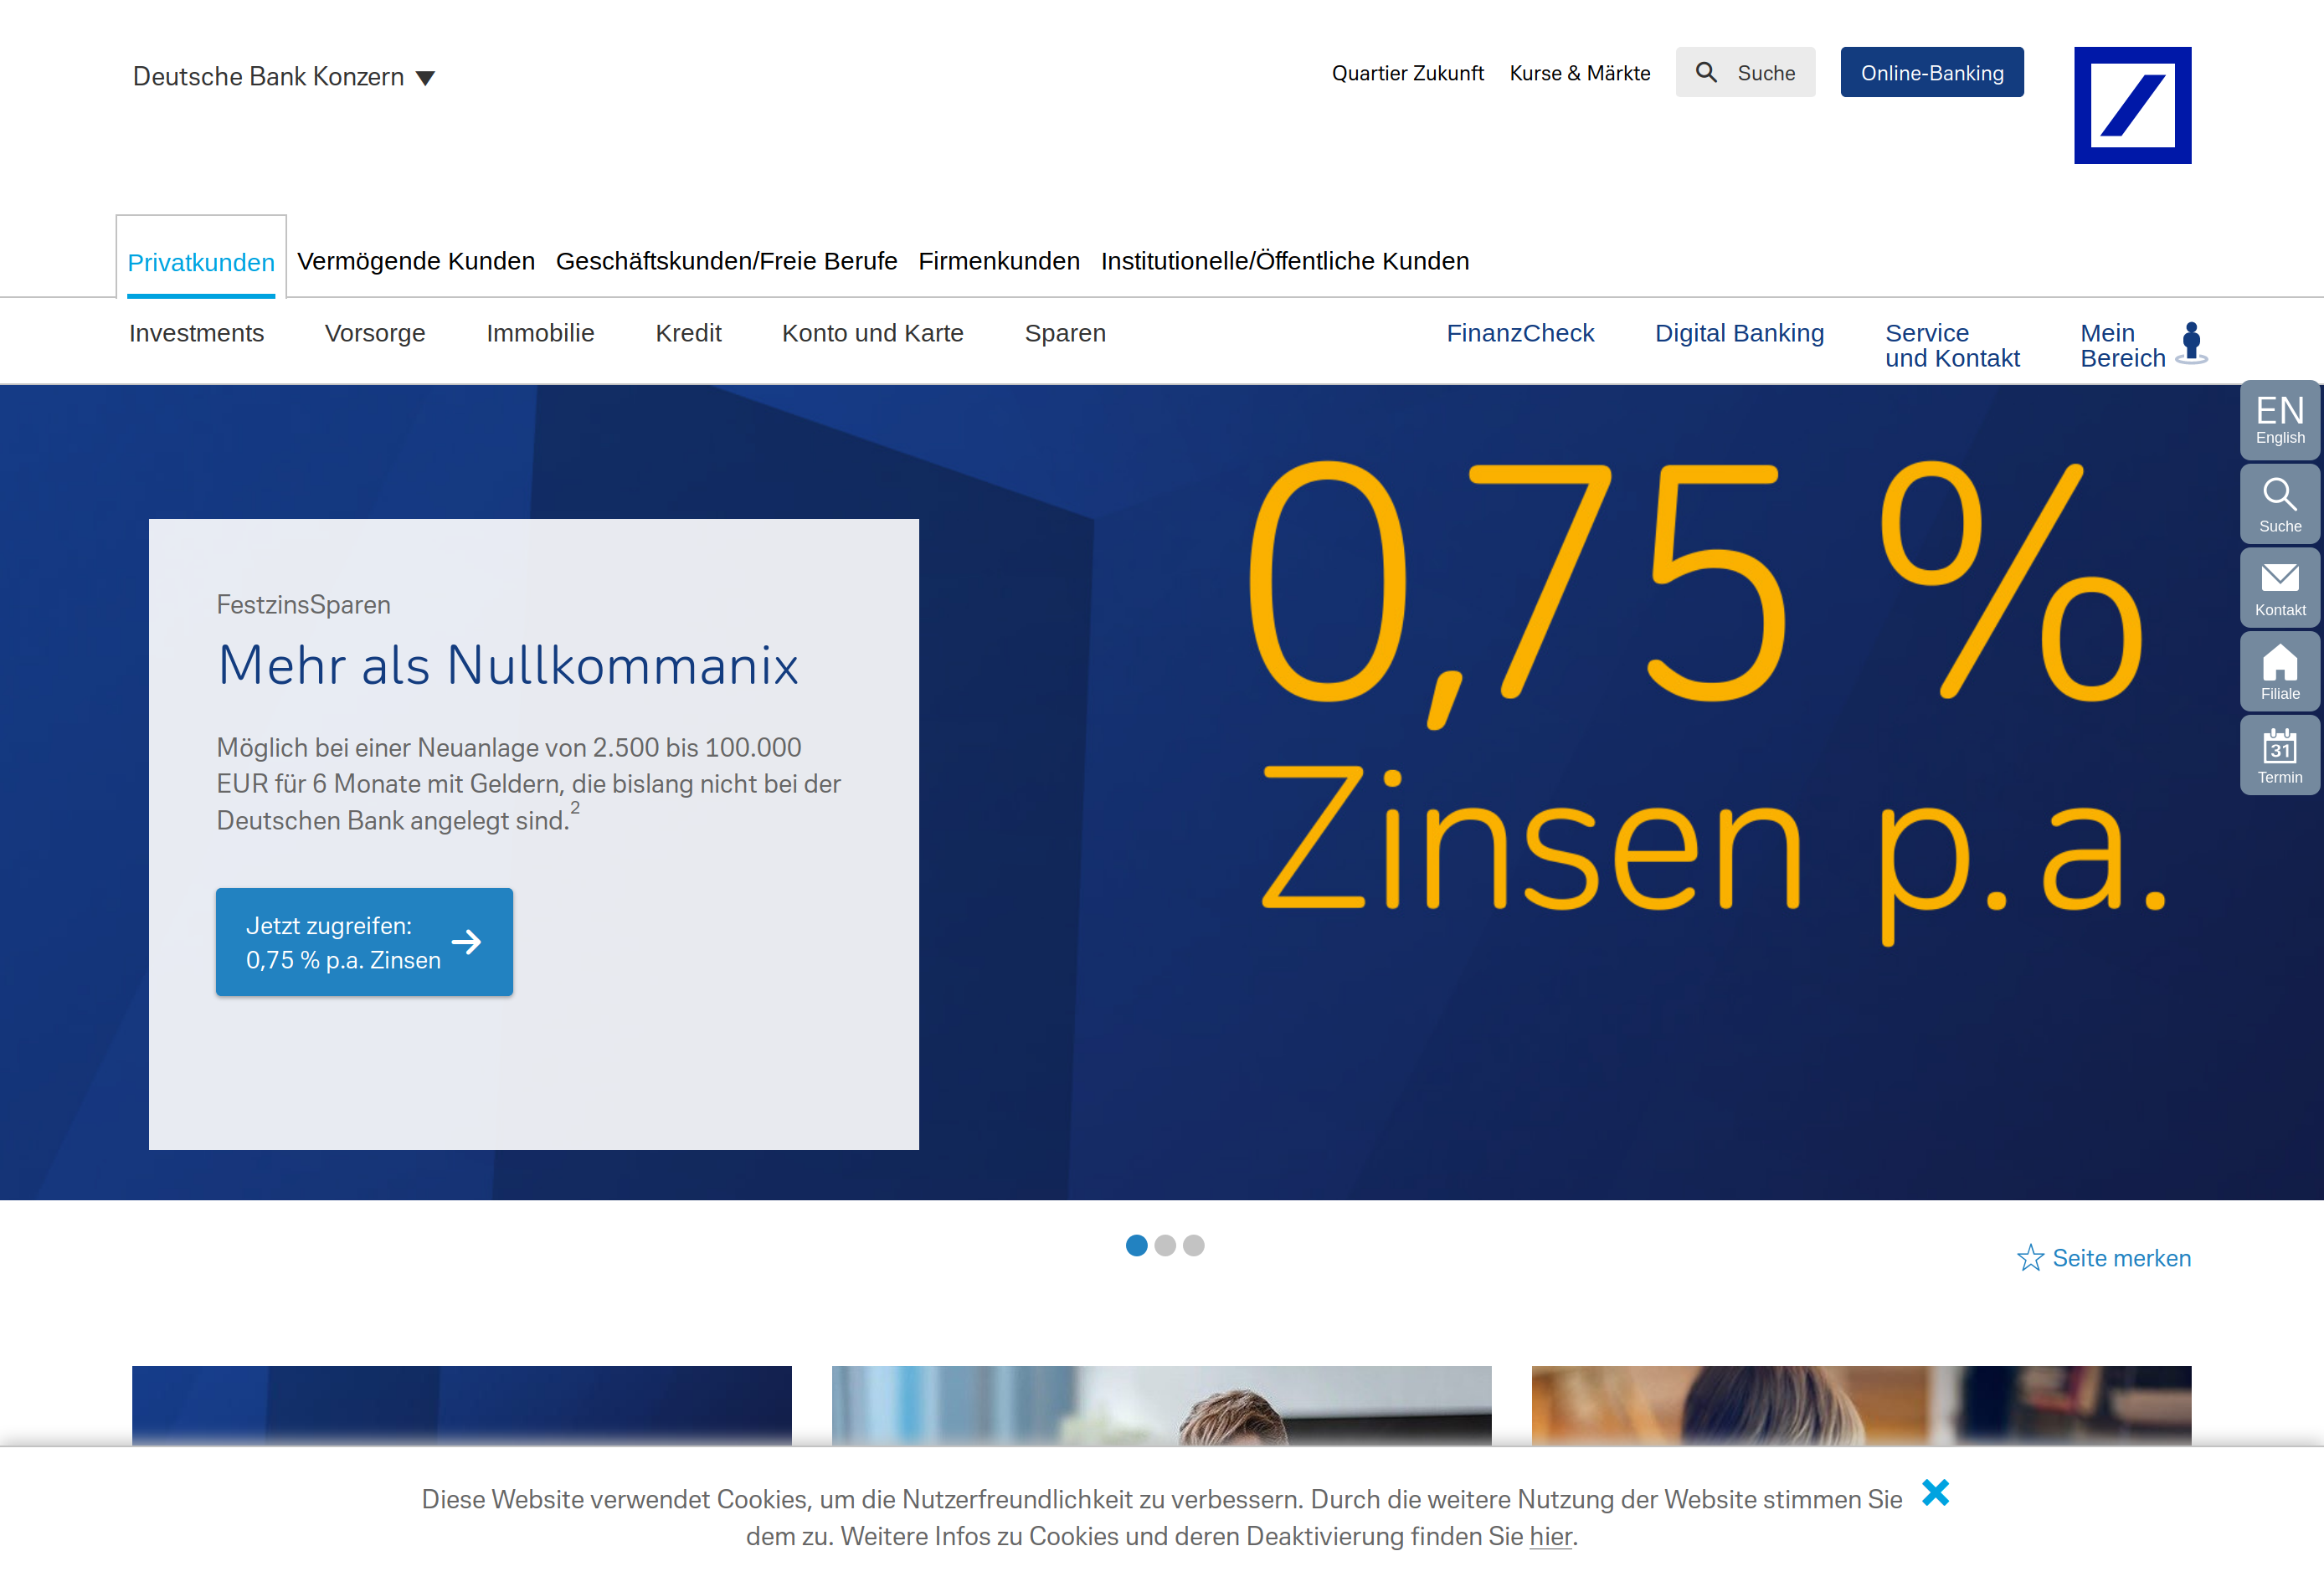 Deutsche Bank Konzern
Quartier Zukunft
Kurse & Märkte
Suche
Online-Banking
Privatkunden
Vermögende Kunden
Geschäftskunden/Freie Berufe
Firmenkunden
Institutionelle/Öffentliche Kunden
Investments
Vorsorge
Immobilie
Kredit
Konto und Karte
Sparen
FinanzCheck
Digital Banking
Service
und Kontakt
Mein
Bereich
EN
English
Suche
Kontakt
Filiale
31
Termin
FestzinsSparen
Mehr als Nullkommanix
Möglich bei einer Neuanlage von 2.500 bis 100.000
EUR für 6 Monate mit Geldern, die bislang nicht bei der
Deutschen Bank angelegt sind.2
Jetzt zugreifen:
0,75 % p.a. Zinsen
0,75 %
Zinsen p.a.
Seite merken
Diese Website verwendet Cookies, um die Nutzerfreundlichkeit zu verbessern. Durch die weitere Nutzung der Website stimmen Sie
dem zu. Weitere Infos zu Cookies und deren Deaktivierung finden Sie hier.